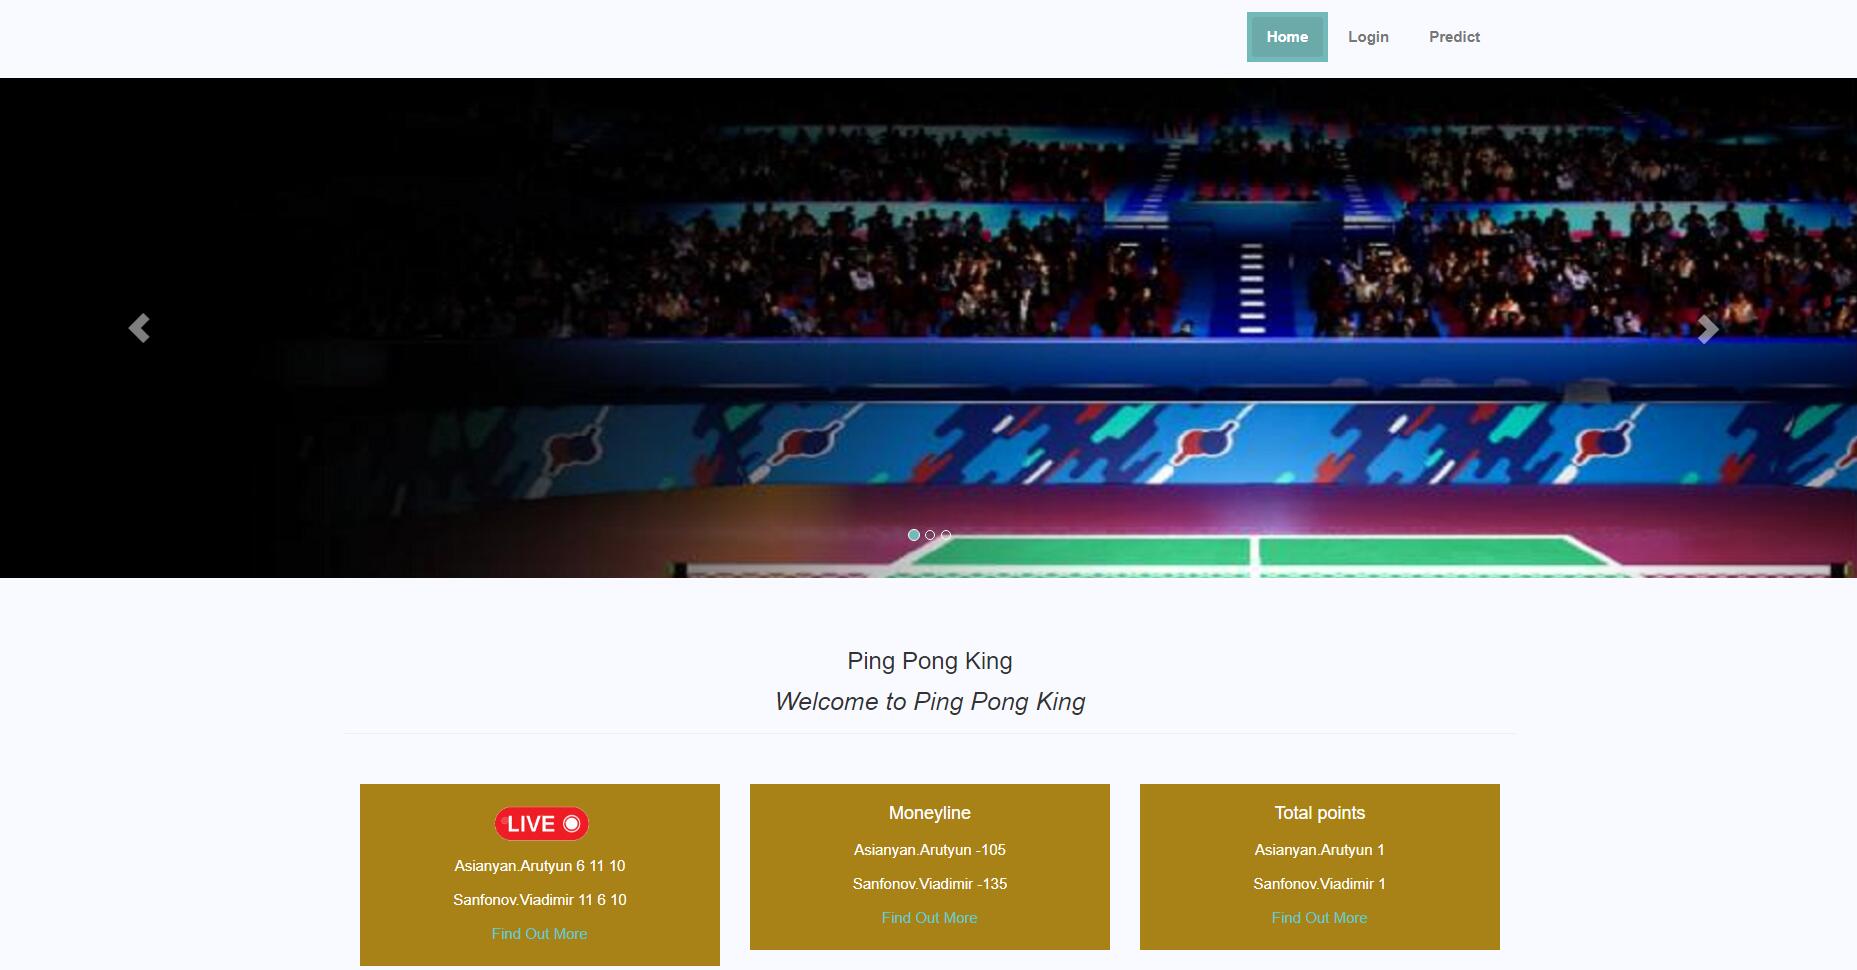 Home
Login
Predict
Ping Pong King
Welcome to Ping Pong King
LIVE
Asianyan.Arutyun 6 11 10
Sanfonov.Viadimir 11 6 10
Find Out More
Moneyline
Asianyan.Arutyun -105
Sanfonov.Viadimir -135
Find Out More
Total points
Asianyan.Arutyun 1
Sanfonov.Viadimir 1
Find Out More